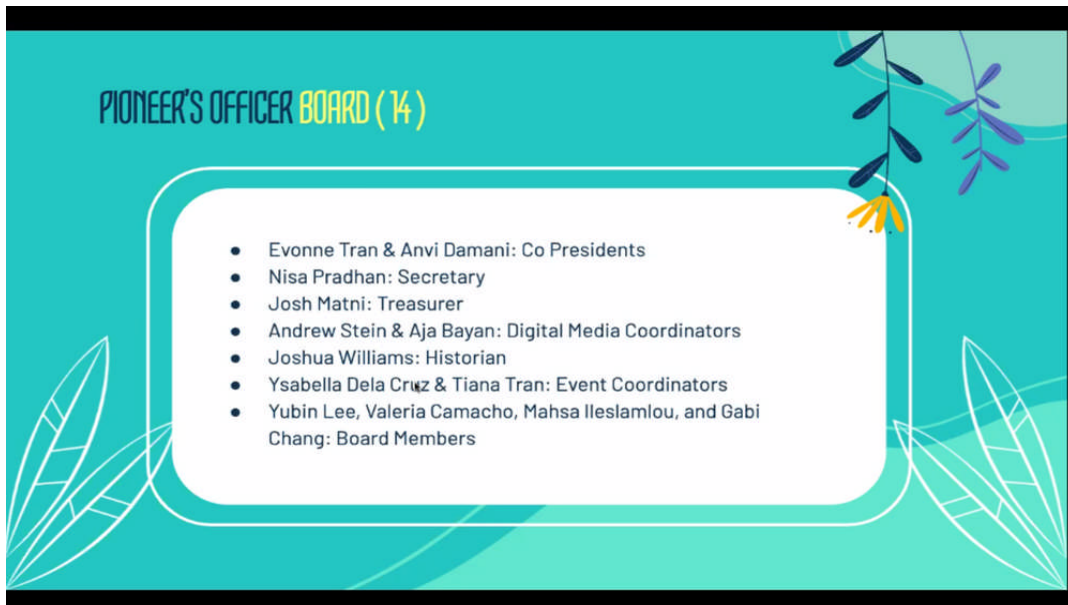 PIONEER'S OFFICER BOARD (14)
● Evonne Tran & Anvi Damani: Co Presidents
● Nisa Pradhan: Secretary
● Josh Matni: Treasurer
● Andrew Stein & Aja Bayan: Digital Media Coordinators
● Joshua Williams: Historian
● Ysabella Dela Cruz & Tiana Tran: Event Coordinators
● Yubin Lee, Valeria Camacho, Mahsa Ileslamlou, and Gabi
Chang: Board Members